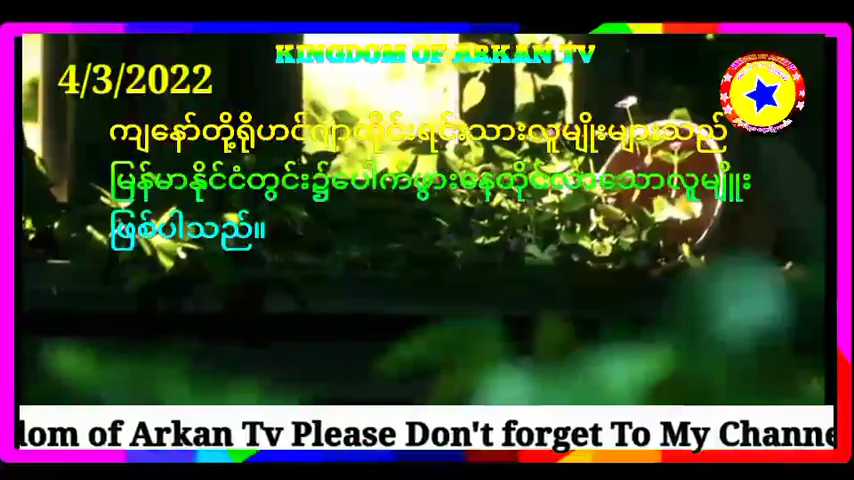 KINGDOM OF ARKAN TV
4/3/2022
ကျနော်တို့ရိုဟင်ဂျာတိုင်းရင်းသားလူမျိုးများသည်
မြန်မာနိုင်ငံတွင်း၌ပေါက်ဖွားနေထိုင်လာသောလူမျိူး
ဖြစ်ပါသည်။
dom of Arkan Tv Please Don't forget To My Channe